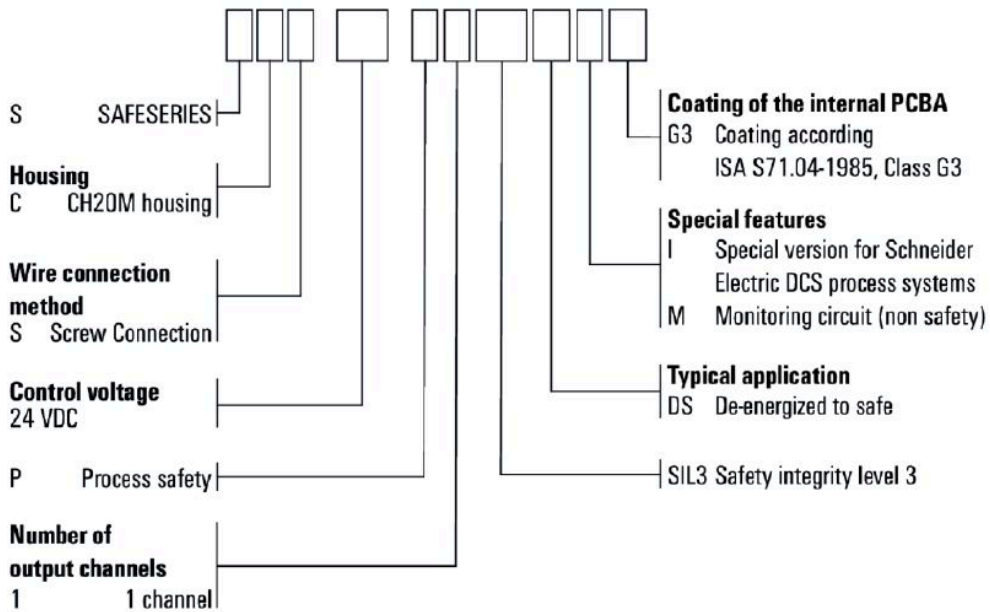 S SAFESERIES
Housing
C CH20M housing
Wire connection
method
S Screw Connection
Control voltage
24 VDC
P Process safety
Number of
output channels
1 1 channel
Coating of the internal PCBA
G3 Coating according
ISA S71.04-1985, Class G3
Special features
I Special version for Schneider
Electric DCS process systems
M Monitoring circuit (non safety)
Typical application
DS De-energized to safe
SIL3 Safety integrity level 3